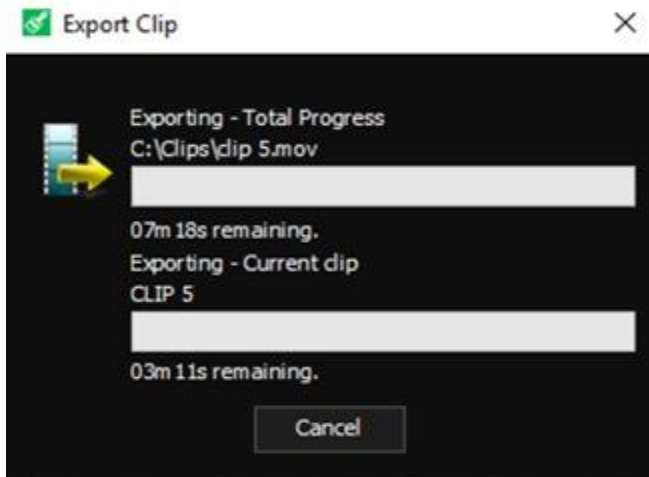 Export Clip
Exporting - Total Progress
C:\Clips\clip 5.mov
07m 18s remaining.
Exporting - Current clip
CLIP 5
03m 11s remaining.
Cancel